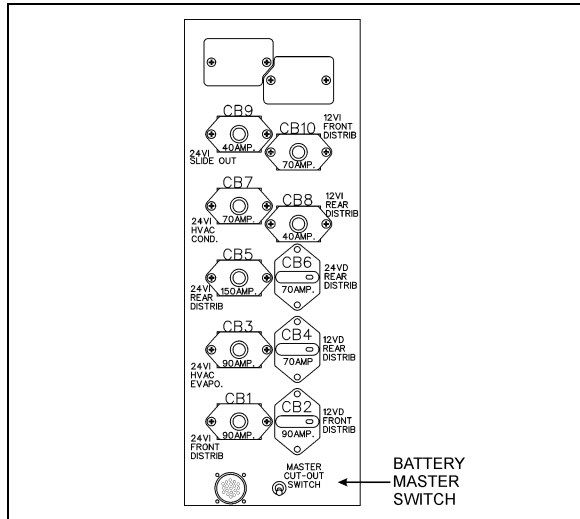 CB9
40AMP.
24VI
SLIDE OUT
CB10
70AMP.
12VI
FRONT
DISTRIB
CB7
70AMP.
24VI
HVAC
COND.
CB8
40AMP.
12VI
REAR
DISTRIB
CB5
150AMP.
24VI
REAR
DISTRIB
CB6
70AMP.
24VD
REAR
DISTRIB
CB3
90AMP.
24VI
HVAC
EVAPO.
CB4
70AMP
12VD
REAR
DISTRIB
CB1
90AMP.
24VI
FRONT
DISTRIB
CB2
90AMP.
12VD
FRONT
DISTRIB
MASTER
CUT-OUT
SWITCH
BATTERY
MASTER
SWITCH